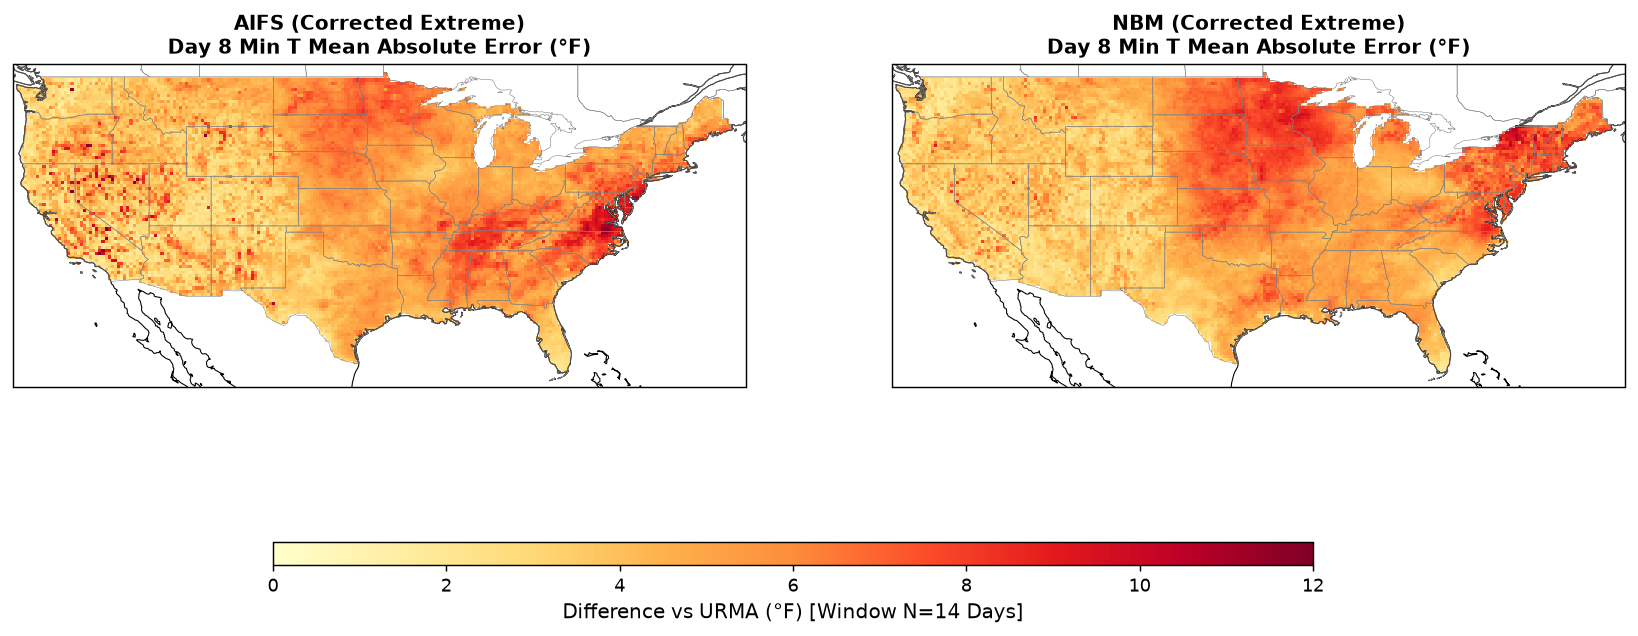 AIFS (Corrected Extreme)
Day 8 Min T Mean Absolute Error (°F)
NBM (Corrected Extreme)
Day 8 Min T Mean Absolute Error (°F)
0 2 4 6 8 10 12
Difference vs URMA (°F) [Window N=14 Days]